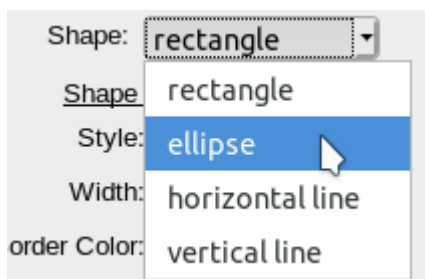 Shape: rectangle
Shape rectangle
Style: ellipse
Width: horizontal line
order Color: vertical line